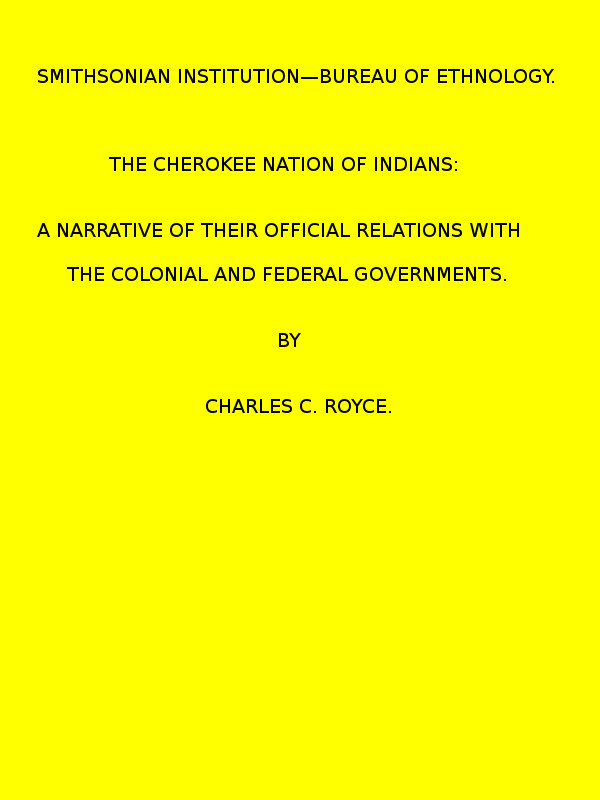 SMITHSONIAN INSTITUTION—BUREAU OF ETHNOLOGY.
THE CHEROKEE NATION OF INDIANS:
A NARRATIVE OF THEIR OFFICIAL RELATIONS WITH
THE COLONIAL AND FEDERAL GOVERNMENTS.
BY
CHARLES C. ROYCE.